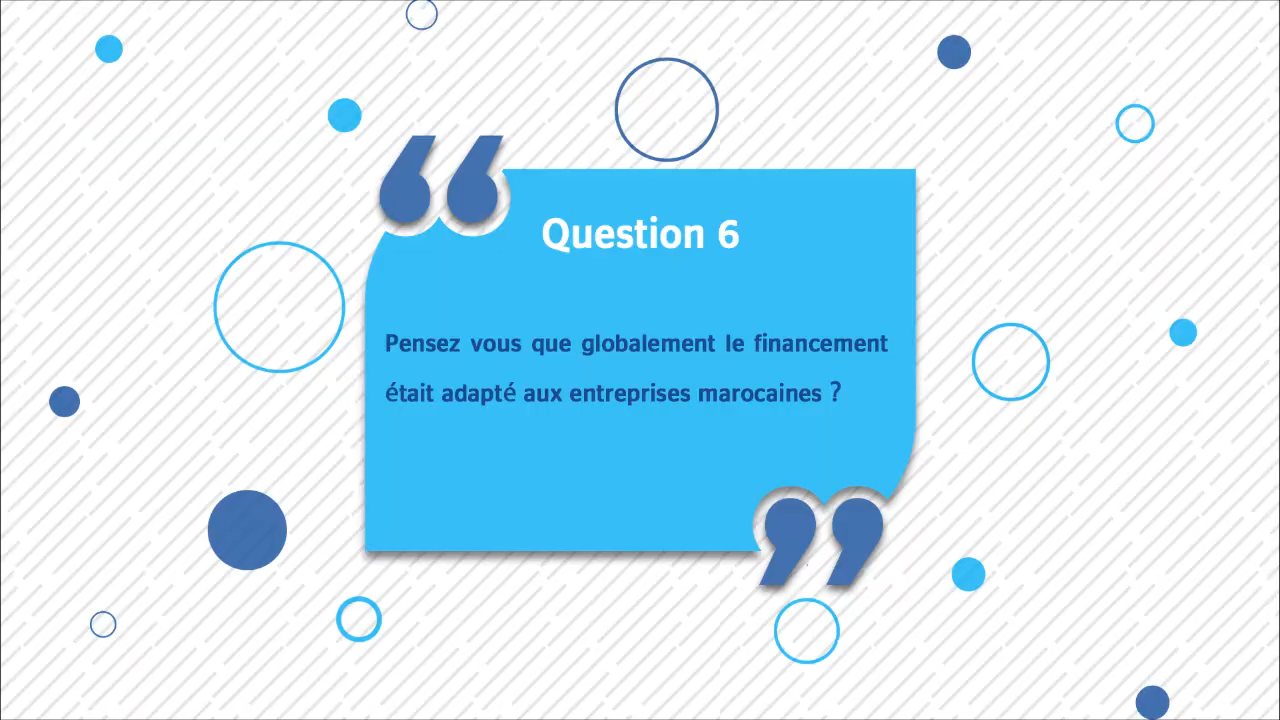 Question 6
Pensez vous que globalement le financement
était adapté aux entreprises marocaines ?